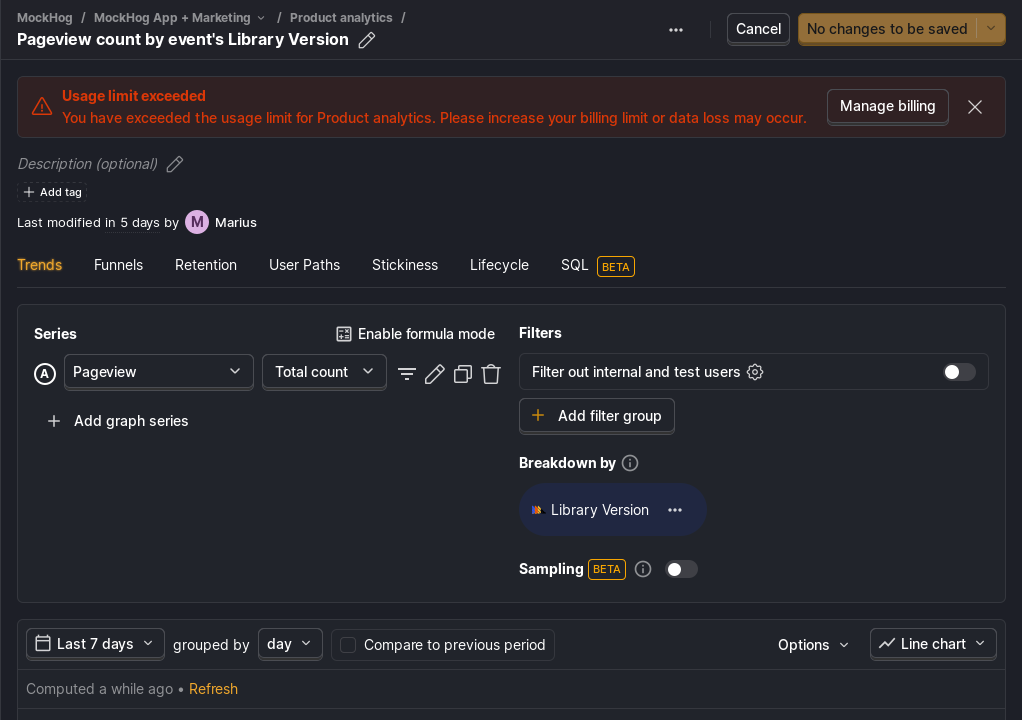 MockHog / MockHog App + Marketing / Product analytics /
Pageview count by event's Library Version
Cancel
No changes to be saved
Usage limit exceeded
You have exceeded the usage limit for Product analytics. Please increase your billing limit or data loss may occur.
Manage billing
Description (optional)
Add tag
Last modified in 5 days by M Marius
Trends Funnels Retention User Paths Stickiness Lifecycle SQL BETA
Series
Enable formula mode
A Pageview Total count
Add graph series
Filters
Filter out internal and test users
Add filter group
Breakdown by
Library Version
Sampling BETA
Last 7 days grouped by day Compare to previous period Options Line chart
Computed a while ago • Refresh